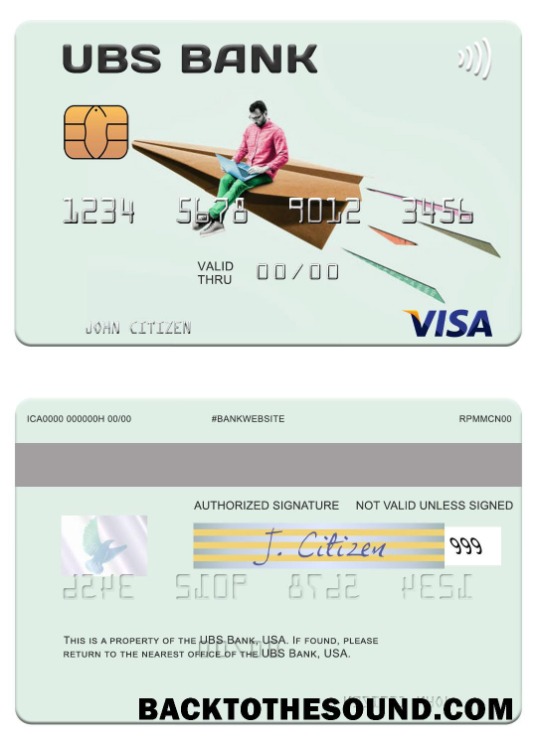 UBS BANK
1234 5678 9012 3456
VALID THRU 00/00
JOHN CITIZEN
VISA
ICA0000 000000H 00/00 #BANKWEBSITE RPMMCN00
AUTHORIZED SIGNATURE NOT VALID UNLESS SIGNED
J. Citizen 999
THIS IS A PROPERTY OF THE UBS BANK, USA. IF FOUND, PLEASE
RETURN TO THE NEAREST OFFICE OF THE UBS BANK, USA.
BACKTOTHESOUND.COM